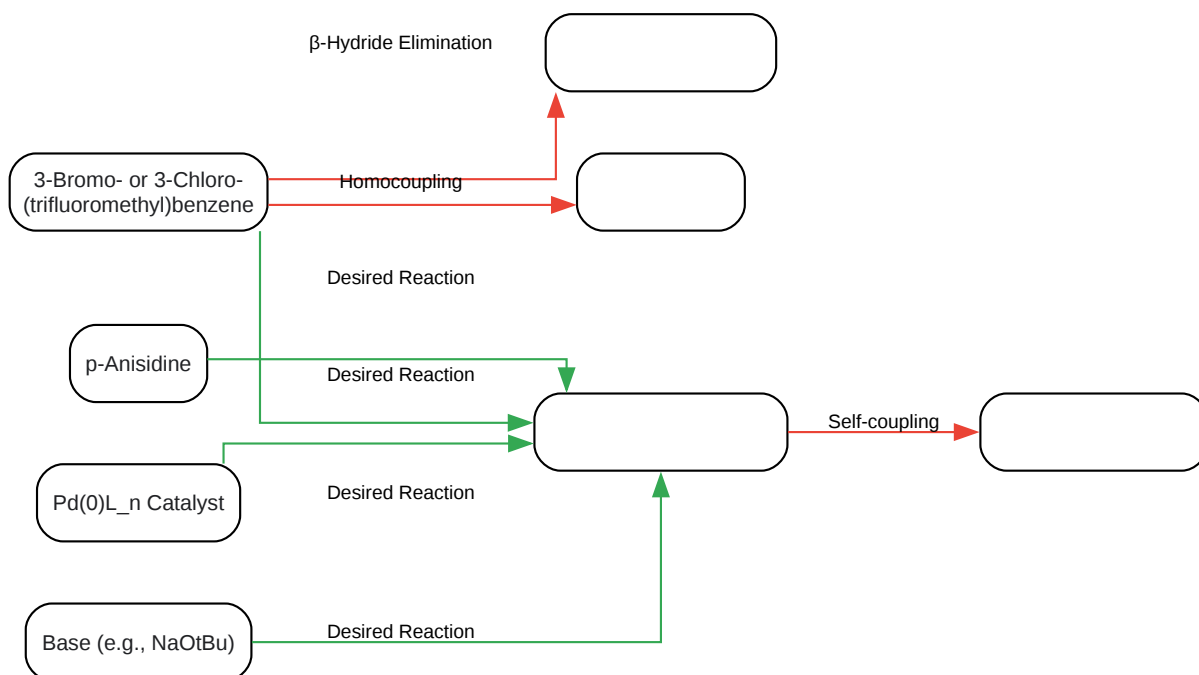 β-Hydride Elimination
3-Bromo- or 3-Chloro-
(trifluoromethyl)benzene
Homocoupling
Desired Reaction
p-Anisidine
Desired Reaction
Self-coupling
Pd(0)L_n Catalyst
Desired Reaction
Base (e.g., NaOtBu)
Desired Reaction